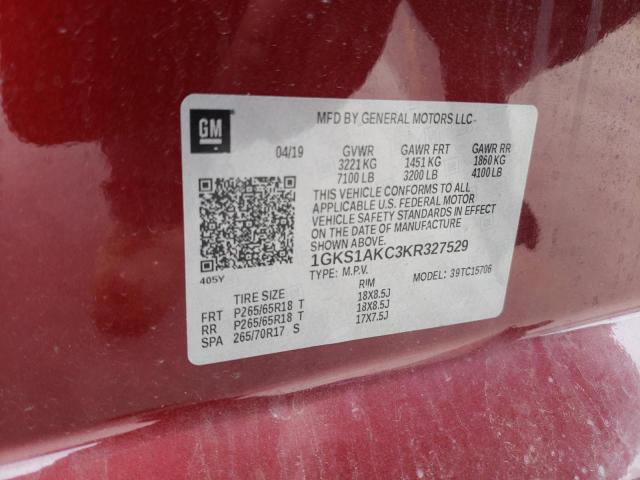 GM
MFD BY GENERAL MOTORS LLC
04/19 GVWR GAWR FRT GAWR RR
3221 KG 1451 KG 1860 KG
7100 LB 3200 LB 4100 LB
THIS VEHICLE CONFORMS TO ALL
APPLICABLE U.S. FEDERAL MOTOR
VEHICLE SAFETY STANDARDS IN EFFECT
ON THE DATE OF MANUFACTURE
SHOWN ABOVE.
1GKS1AKC3KR327529
TYPE: M.P.V. MODEL: 39TC15706
405Y
TIRE SIZE RIM
FRT P265/65R18 T 18X8.5J
RR P265/65R18 T 18X8.5J
SPA 265/70R17 S 17X7.5J